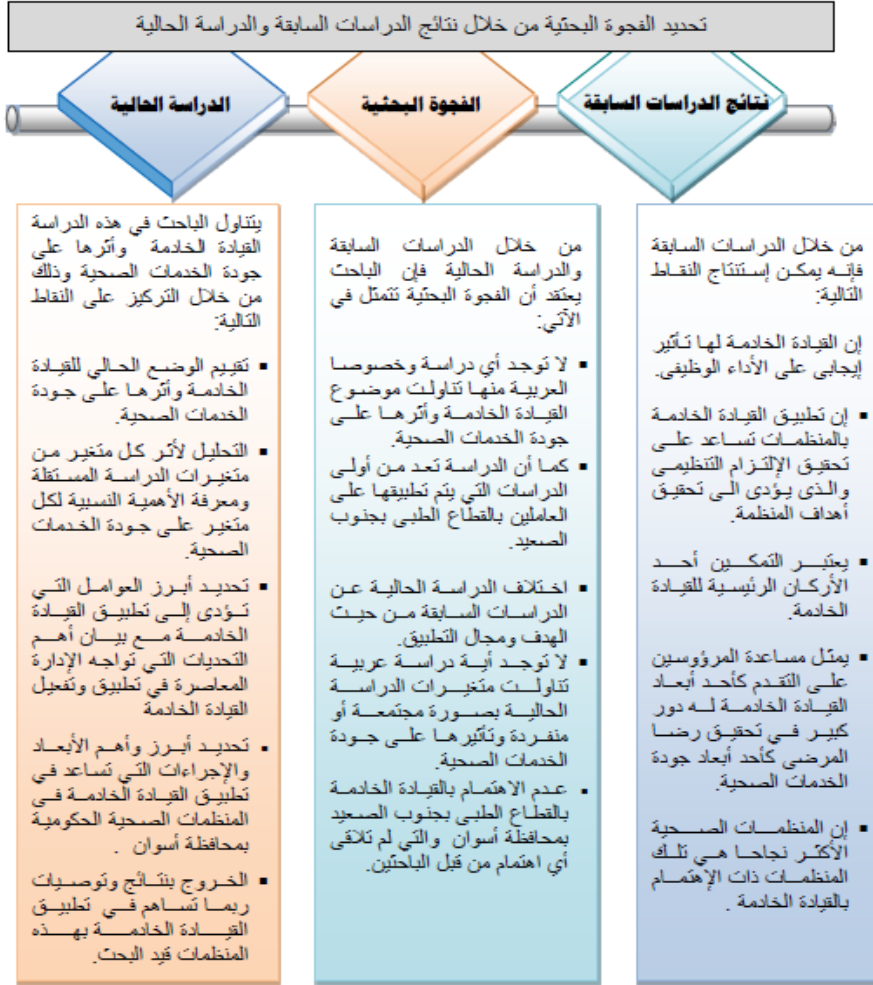 تحديد الفجوة البحثية من خلال نتائج الدراسات السابقة والدراسة الحالية
نتائج الدراسات السابقة
الفجوة البحثية
الدراسة الحالية
من خلال الدراسات السابقة
فإنه يمكن إستنتاج النقاط
التالية:
إن القيادة الخادمة لها تأثير
إيجابى على الأداء الوظيفى.
▪ إن تطبيق القيادة الخادمة
بالمنظمات تساعد على
تحقيق الإلتزام التنظيمى
والذى يؤدى الى تحقيق
أهداف المنظمة.
▪ يعتبر التمكين أحد
الأركان الرئيسية للقيادة
الخادمة.
▪ يمثل مساعدة المرؤوسين
على التقدم كأحد أبعاد
القيادة الخادمة له دور
كبير في تحقيق رضا
المرضى كأحد أبعاد جودة
الخدمات الصحية.
▪ إن المنظمات الصحية
الأكثر نجاحا هي تلك
المنظمات ذات الإهتمام
بالقيادة الخادمة .
من خلال الدراسات السابقة
والدراسة الحالية فإن الباحث
يعتقد أن الفجوة البحثية تتمثل في
الآتي:
▪ لا توجد أي دراسة وخصوصا
العربية منها تناولت موضوع
القيادة الخادمة وأثرها على
جودة الخدمات الصحية.
▪ كما أن الدراسة تعد من أولى
الدراسات التي يتم تطبيقها على
العاملين بالقطاع الطبى بجنوب
الصعيد.
▪ اختلاف الدراسة الحالية عن
الدراسات السابقة من حيث
الهدف ومجال التطبيق.
▪ لا توجد أية دراسة عربية
تناولت متغيرات الدراسة
الحالية بصورة مجتمعة أو
منفردة وتأثيرها على جودة
الخدمات الصحية.
▪ عدم الاهتمام بالقيادة الخادمة
بالقطاع الطبى بجنوب الصعيد
بمحافظة أسوان والتي لم تلاقى
أي اهتمام من قبل الباحثين.
يتناول الباحث في هذه الدراسة
القيادة الخادمة وأثرها على
جودة الخدمات الصحية وذلك
من خلال التركيز على النقاط
التالية:
▪ تقييم الوضع الحالي للقيادة
الخادمة وأثرها على جودة
الخدمات الصحية.
▪ التحليل لأثر كل متغير من
متغيرات الدراسة المستقلة
ومعرفة الأهمية النسبية لكل
متغير على جودة الخدمات
الصحية.
▪ تحديد أبرز العوامل التي
تؤدى إلى تطبيق القيادة
الخادمة مع بيان أهم
التحديات التي تواجه الإدارة
المعاصرة في تطبيق وتفعيل
القيادة الخادمة
▪ تحديد أبرز وأهم الأبعاد
والإجراءات التي تساعد في
تطبيق القيادة الخادمة فى
المنظمات الصحية الحكومية
بمحافظة أسوان .
▪ الخروج بنتائج وتوصيات
ربما تساهم في تطبيق
القيادة الخادمة بهذه
المنظمات قيد البحث.